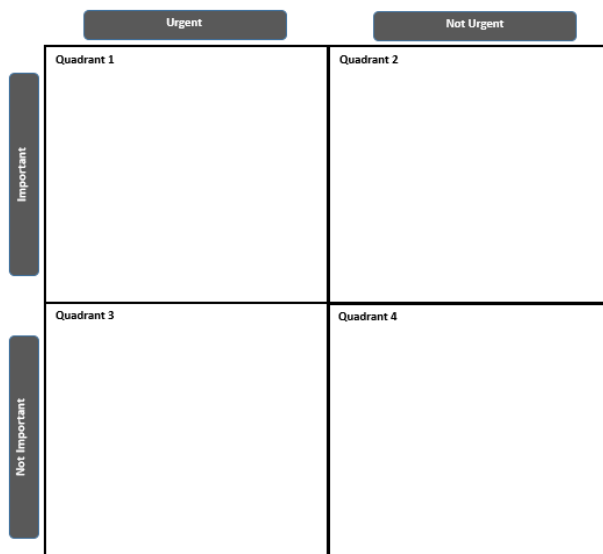 Urgent
Not Urgent
Important
Quadrant 1
Quadrant 2
Not Important
Quadrant 3
Quadrant 4